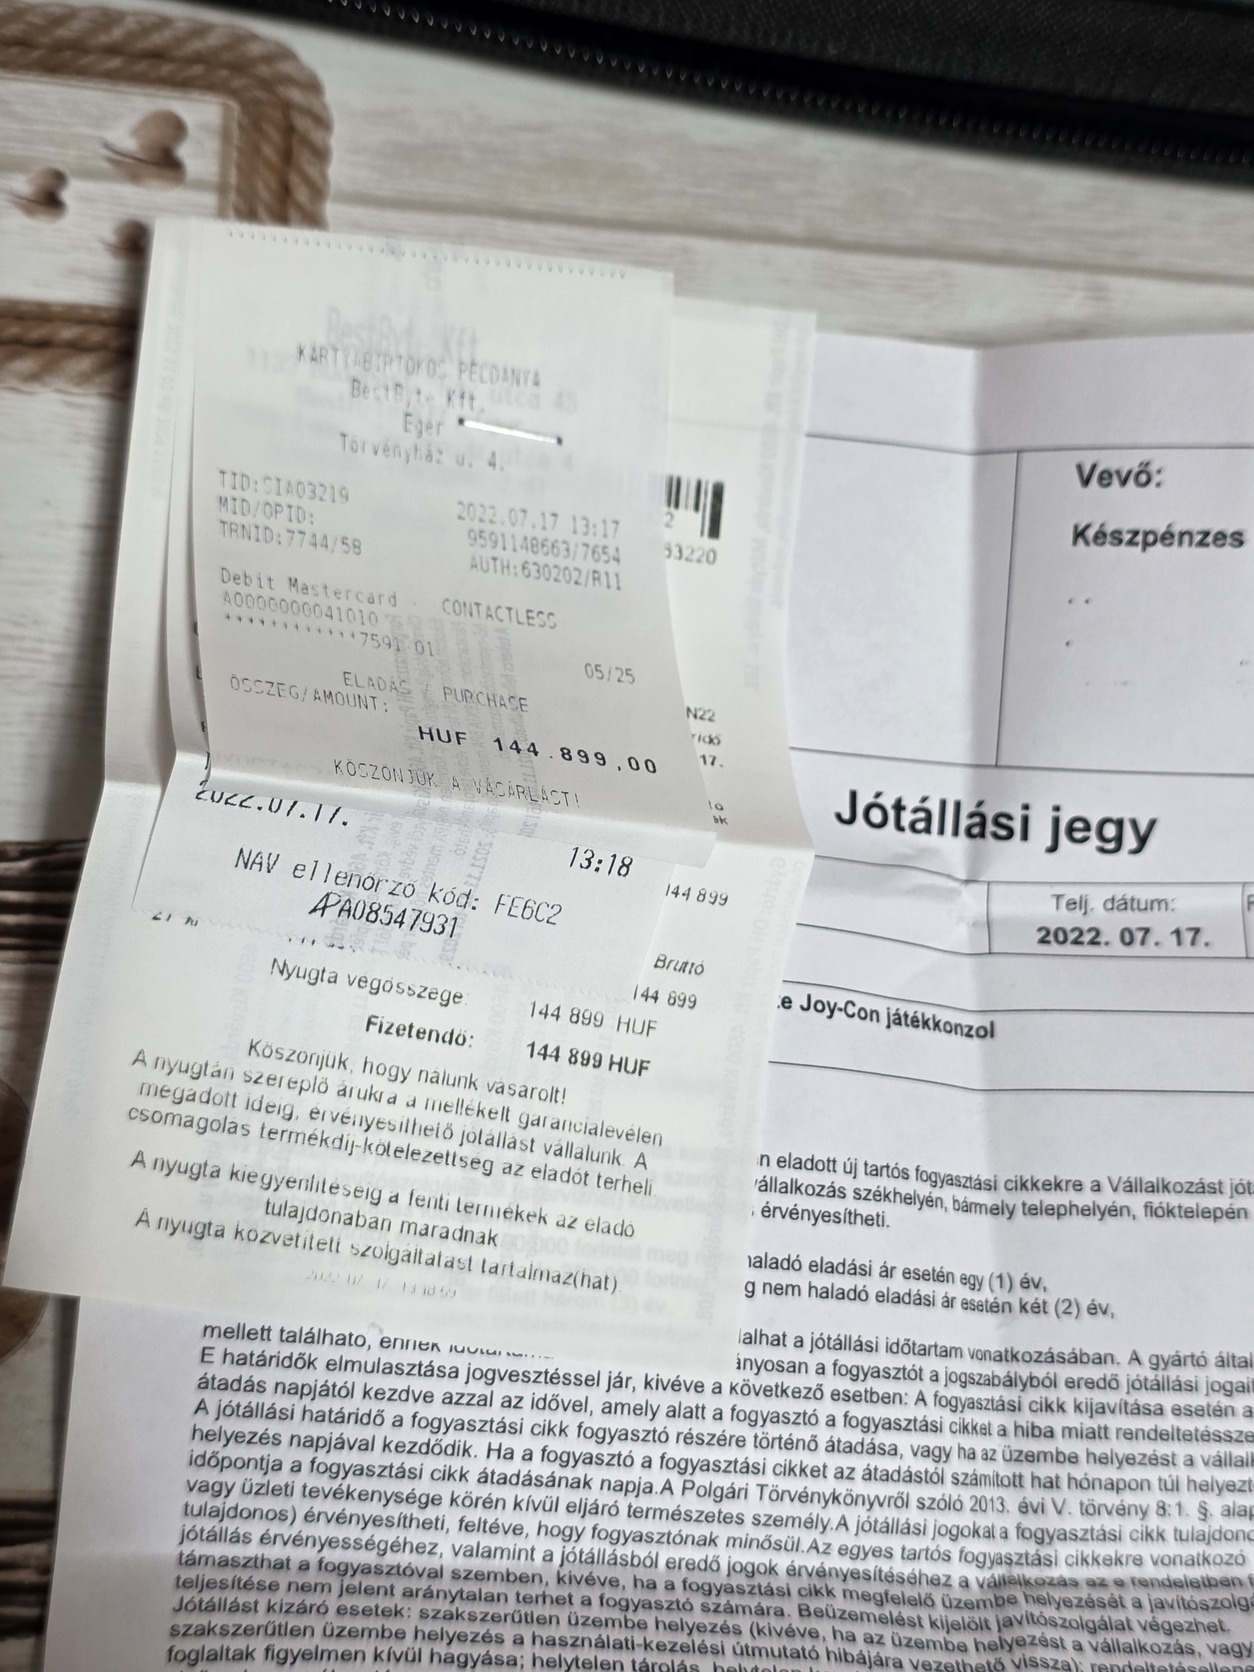 KÁRTYABIRTOKOS PÉLDÁNYA
BestByte Kft.
Eger
Törvényház u. 4.
TID:SIA03219
MID/OPID:
TRNID:7744/58
2022.07.17 13:17
9591148663/7654
AUTH:630202/R11
Debit Mastercard - CONTACTLESS
A0000000041010
************7591 01
05/25
ELADÁS PURCHASE
ÖSSZEG/AMOUNT:
HUF 144.899,00
KÖSZÖNJÜK A VÁSÁRLÁST!
2022.07.17.
13:18
NAV ellenőrző kód: FE6C2
APA08547931
Bruttó
144 899
144 899
Nyugta végösszege: 144 899 HUF
Fizetendő: 144 899 HUF
Köszönjük, hogy nálunk vásárolt!
A nyugtán szereplő árukra a mellékelt garancialevélen
megadott ideig, érvényesíthető jótállást vállalunk. A
csomagolás termékdíj-kötelezettség az eladót terheli
A nyugta kiegyenlítéséig a fenti termékek az eladó
tulajdonában maradnak
A nyugta közvetített szolgáltatást tartalmaz(hat).
2
53220
N22
17.
Vevő:
Készpénzes
Jótállási jegy
Telj. dátum:
2022. 07. 17.
Joy-Con játékkonzol
eladott új tartós fogyasztási cikkekre a Vállalkozást
vállalkozás székhelyén, bármely telephelyén, fióktelepén
érvényesítheti.
haladó eladási ár esetén egy (1) év,
nem haladó eladási ár esetén két (2) év,
mellett található, ennek
a jótállási időtartam vonatkozásában. A gyártó által
E határidők elmulasztása jogvesztéssel jár, kivéve a következő esetben: A fogyasztási cikk kijavítása esetén a
a fogyasztót a jogszabályból eredő jótállási jogait
átadás napjától kezdve azzal az idővel, amely alatt a fogyasztó a fogyasztási cikket a hiba miatt
A jótállási határidő a fogyasztási cikk fogyasztó részére történő átadása, vagy ha az üzembe helyezést a
helyezés napjával kezdődik. Ha a fogyasztó a fogyasztási cikket az átadástól számított hat hónapon túl
időpontja a fogyasztási cikk átadásának napja.A Polgári Törvénykönyvről szóló 2013. évi V. törvény 8:1. §.
vagy üzleti tevékenysége körén kívül eljáró természetes személy.A jótállási jogokat a fogyasztási cikk
tulajdonos) érvényesítheti, feltéve, hogy fogyasztónak minősül.Az egyes tartós fogyasztási cikkekre vonatkozó
jótállás érvényességéhez, valamint a jótállásból eredő jogok érvényesítéséhez a vállalkozás az e rendeletben
támaszthat a fogyasztóval szemben, kivéve, ha a fogyasztási cikk megfelelő üzembe helyezését a
teljesítése nem jelent aránytalan terhet a fogyasztó számára. Beüzemelést kijelölt javítószolgálat végezhet.
Jótállást kizáró esetek: szakszerűtlen üzembe helyezés (kivéve, ha az üzembe helyezést a vállalkozás, vagy
szakszerűtlen üzembe helyezés a használati-kezelési útmutató hibájára vezethető vissza);
foglaltak figyelmen kívül hagyása; helytelen tárolás,